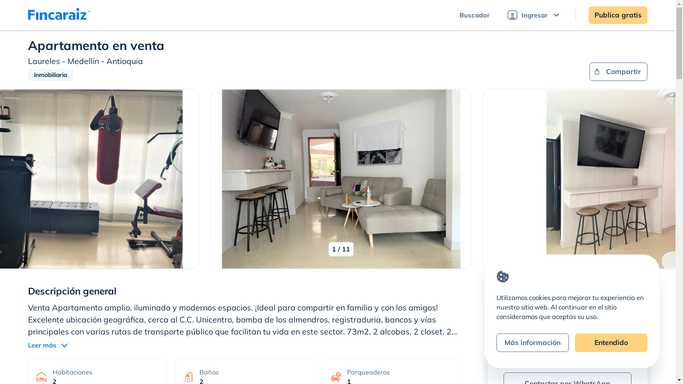 Fincaraiz
Buscador
Ingresar
Publica gratis
Apartamento en venta
Laureles - Medellín - Antioquia
Inmobiliaria
Compartir
1 / 11
Descripción general
Venta Apartamento amplio, iluminado y modernos espacios. ¡Ideal para compartir en familia y con los amigos!
Excelente ubicación geográfica, cerca al C.C. Unicentro, bomba de los almendros, registraduría, bancos y vías
principales con varias rutas de transporte público que facilitan tu vida en este sector. 73m2, 2 alcobas, 2 closet, 2...
Leer más
Habitaciones
2
Baños
2
Parqueaderos
1
Utilizamos cookies para mejorar tu experiencia en
nuestro sitio web. Al continuar en el sitio
consideramos que aceptas su uso.
Más información
Entendido
Contactar por WhatsApp